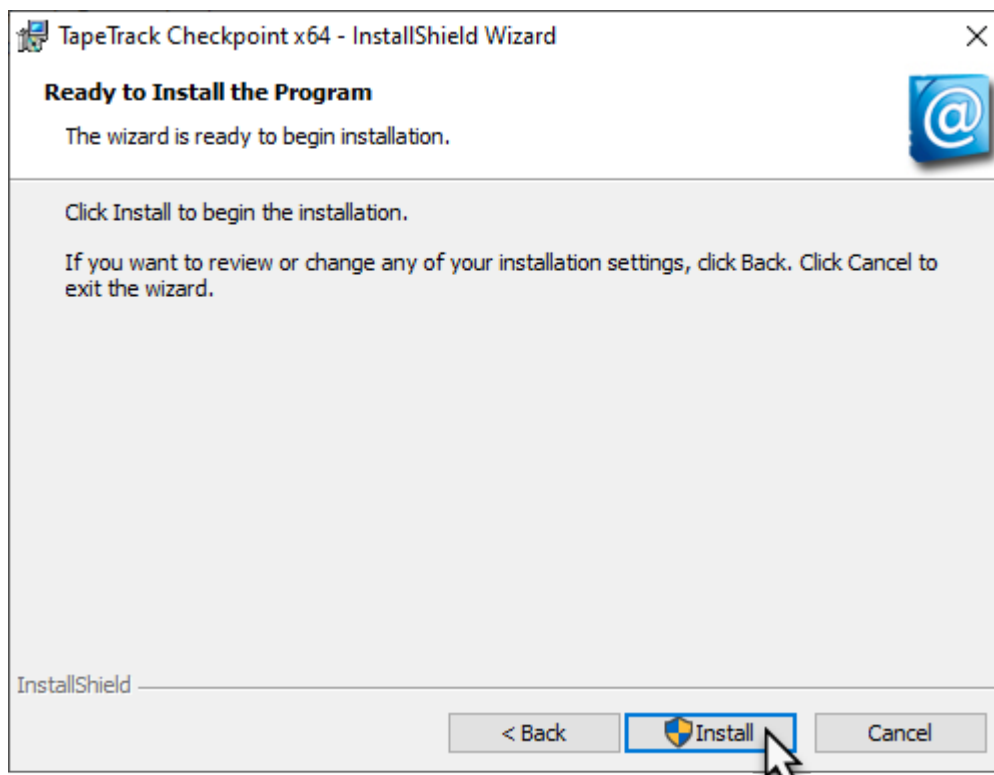 TapeTrack Checkpoint x64 - InstallShield Wizard
Ready to Install the Program
The wizard is ready to begin installation.
@
Click Install to begin the installation.
If you want to review or change any of your installation settings, click Back. Click Cancel to
exit the wizard.
InstallShield
< Back
Install
Cancel